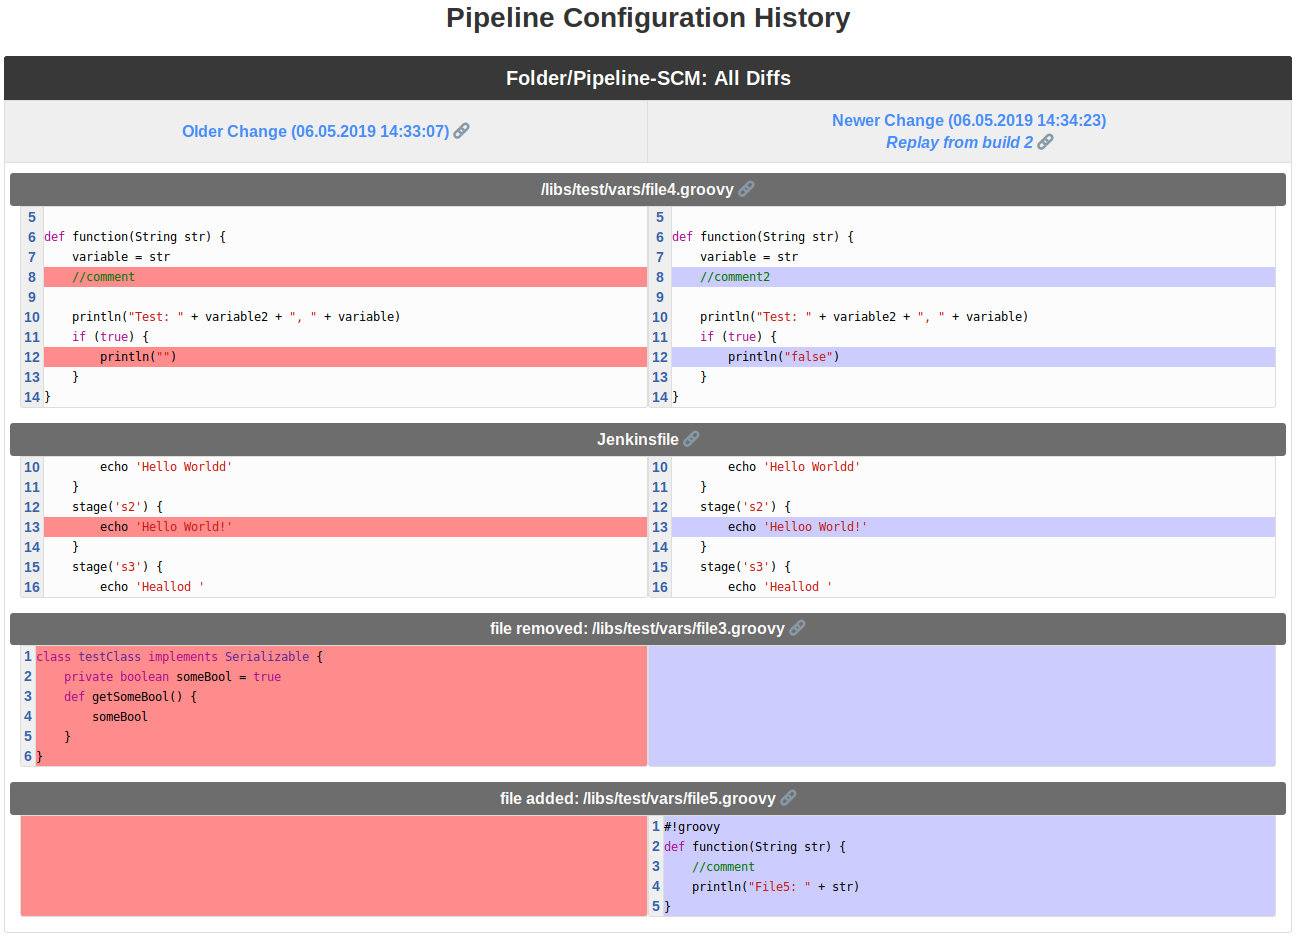 Pipeline Configuration History
Folder/Pipeline-SCM: All Diffs
Older Change (06.05.2019 14:33:07)
Newer Change (06.05.2019 14:34:23)
Replay from build 2
/libs/test/vars/file4.groovy
5
6 def function(String str) {
7     variable = str
8     //comment
9
10     println("Test: " + variable2 + ", " + variable)
11     if (true) {
12         println("")
13     }
14 }
5
6 def function(String str) {
7     variable = str
8     //comment2
9
10     println("Test: " + variable2 + ", " + variable)
11     if (true) {
12         println("false")
13     }
14 }
Jenkinsfile
10         echo 'Hello Worldd'
11     }
12     stage('s2') {
13         echo 'Hello World!'
14     }
15     stage('s3') {
16         echo 'Heallod '
10         echo 'Hello Worldd'
11     }
12     stage('s2') {
13         echo 'Helloo World!'
14     }
15     stage('s3') {
16         echo 'Heallod '
file removed: /libs/test/vars/file3.groovy
1 class testClass implements Serializable {
2     private boolean someBool = true
3     def getSomeBool() {
4         someBool
5     }
6 }
file added: /libs/test/vars/file5.groovy
1 #!groovy
2 def function(String str) {
3     //comment
4     println("File5: " + str)
5 }